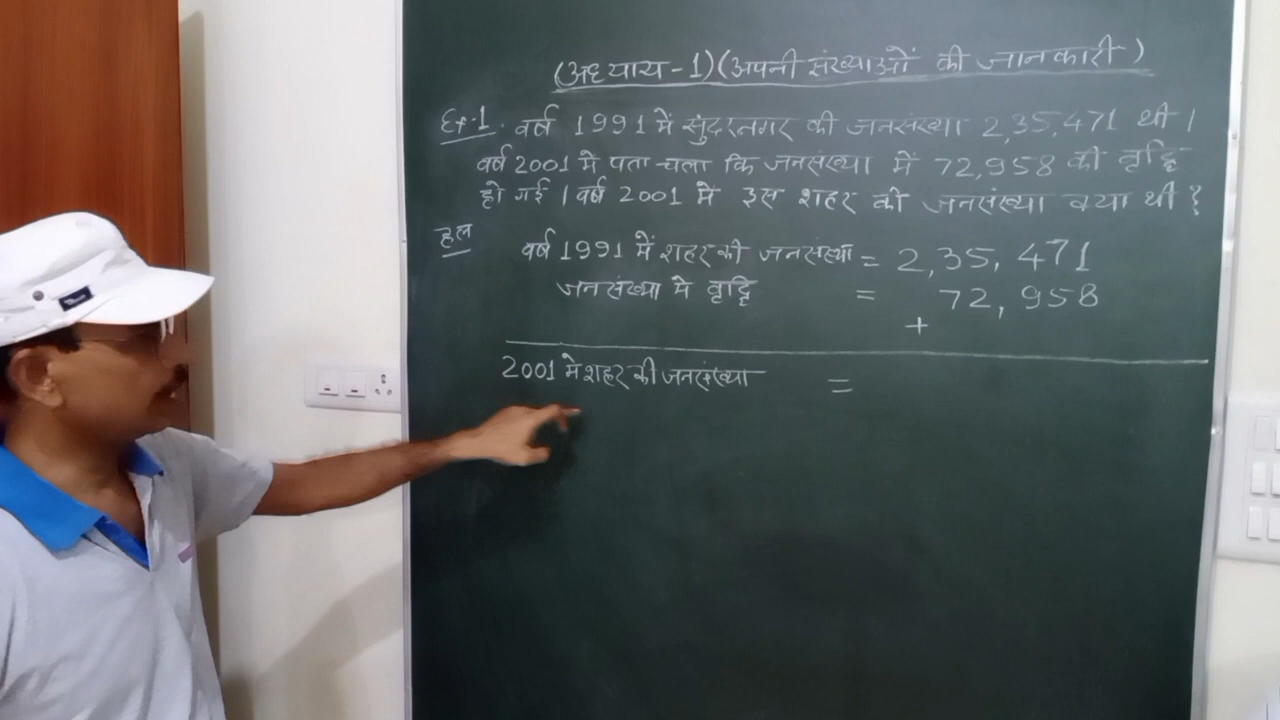 (अध्याय-1)(अपनी संख्याओं की जानकारी)
Ex-1. वर्ष 1991 में सुंदरनगर की जनसंख्या 2,35,471 थी।
वर्ष 2001 में पता चला कि जनसंख्या में 72,958 की वृद्धि
हो गई। वर्ष 2001 में इस शहर की जनसंख्या क्या थी?
हल
वर्ष 1991 में शहर की जनसंख्या = 2,35,471
जनसंख्या में वृद्धि = 72,958
+
2001 में शहर की जनसंख्या =